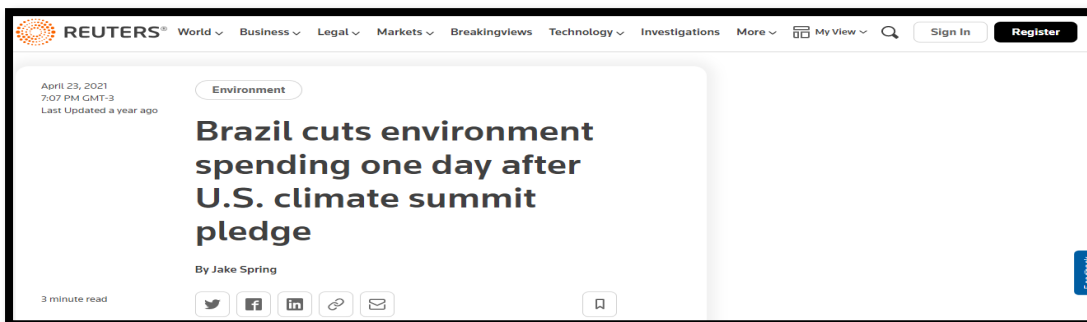 REUTERS® World Business Legal Markets Breakingviews Technology Investigations More My View Sign In Register
April 23, 2021
7:07 PM GMT-3
Last Updated a year ago
Environment
Brazil cuts environment
spending one day after
U.S. climate summit
pledge
By Jake Spring
3 minute read